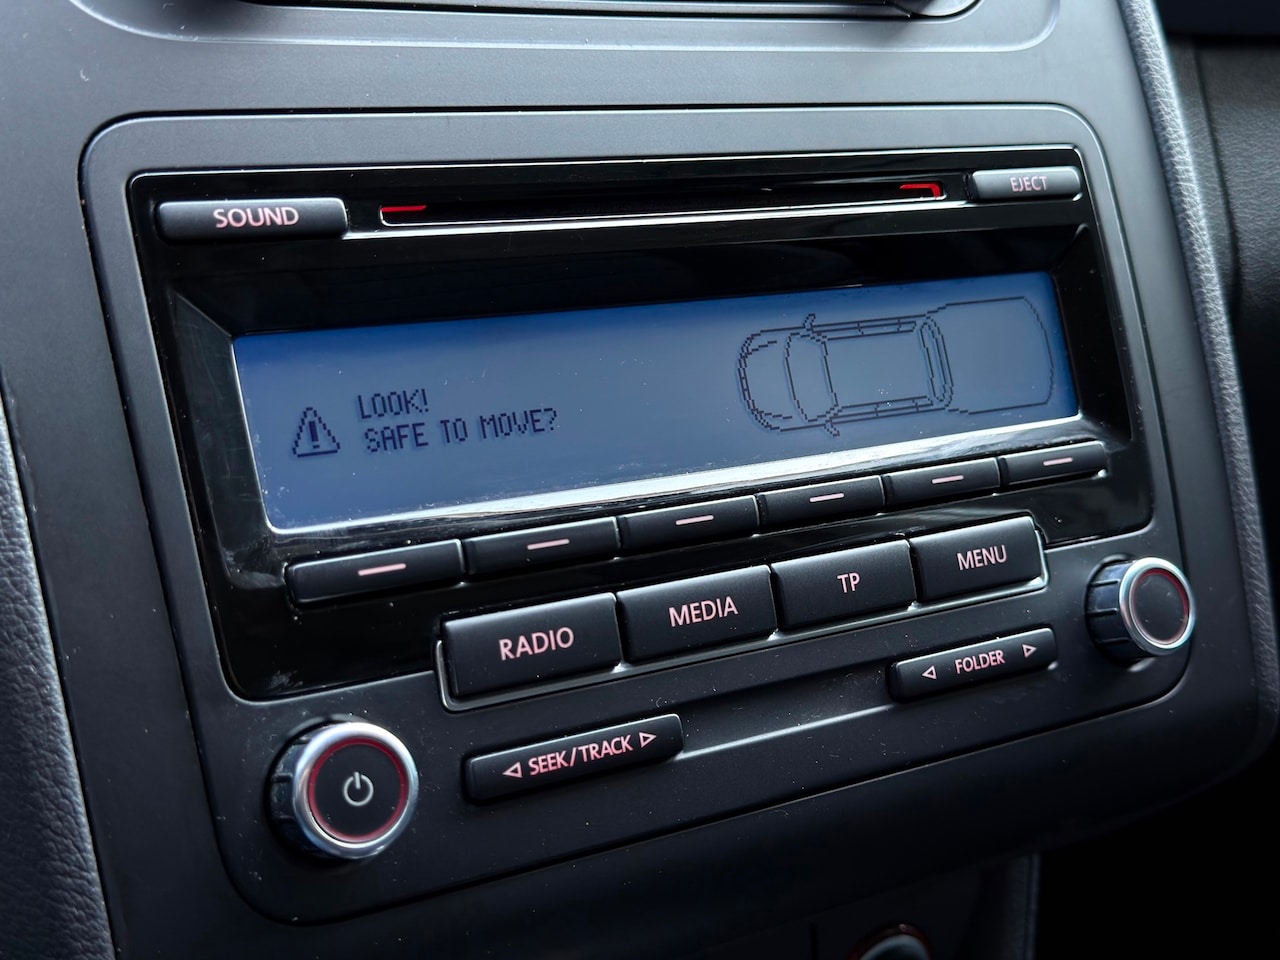 SOUND
EJECT
LOOK!
SAFE TO MOVE?
RADIO
MEDIA
TP
MENU
SEEK/TRACK
FOLDER